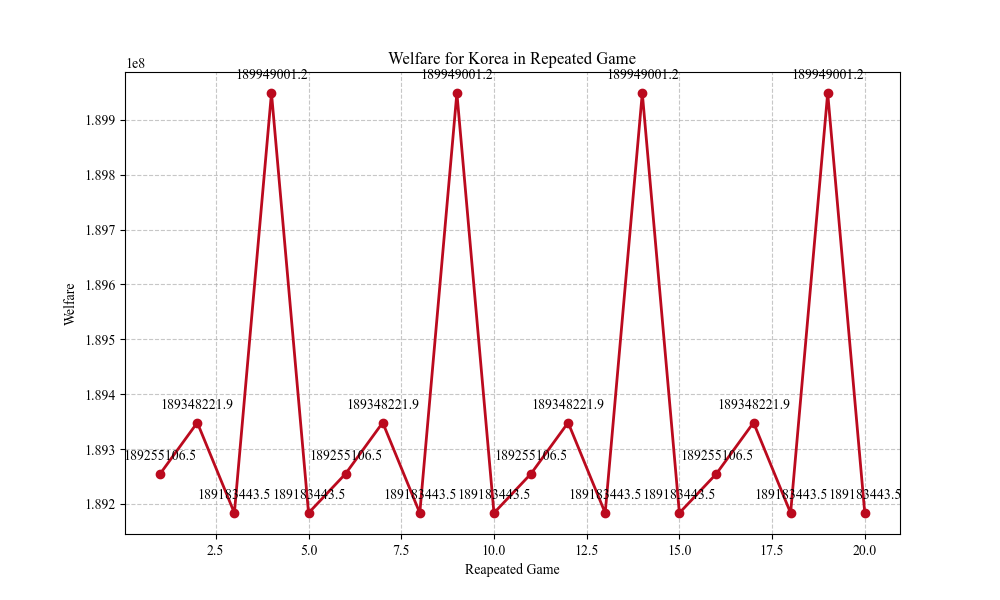 Welfare for Korea in Repeated Game
1e8
189949001.2 189949001.2 189949001.2 189949001.2
1.899
1.898
1.897
1.896
1.895
1.894
1.893
1.892
Welfare
189348221.9 189348221.9 189348221.9 189348221.9
189255106.5 189255106.5 189255106.5 189255106.5
189183443.5 189183443.5 189183443.5 189183443.5 189183443.5 189183443.5 189183443.5 189183443.5
2.5 5.0 7.5 10.0 12.5 15.0 17.5 20.0
Reapeated Game